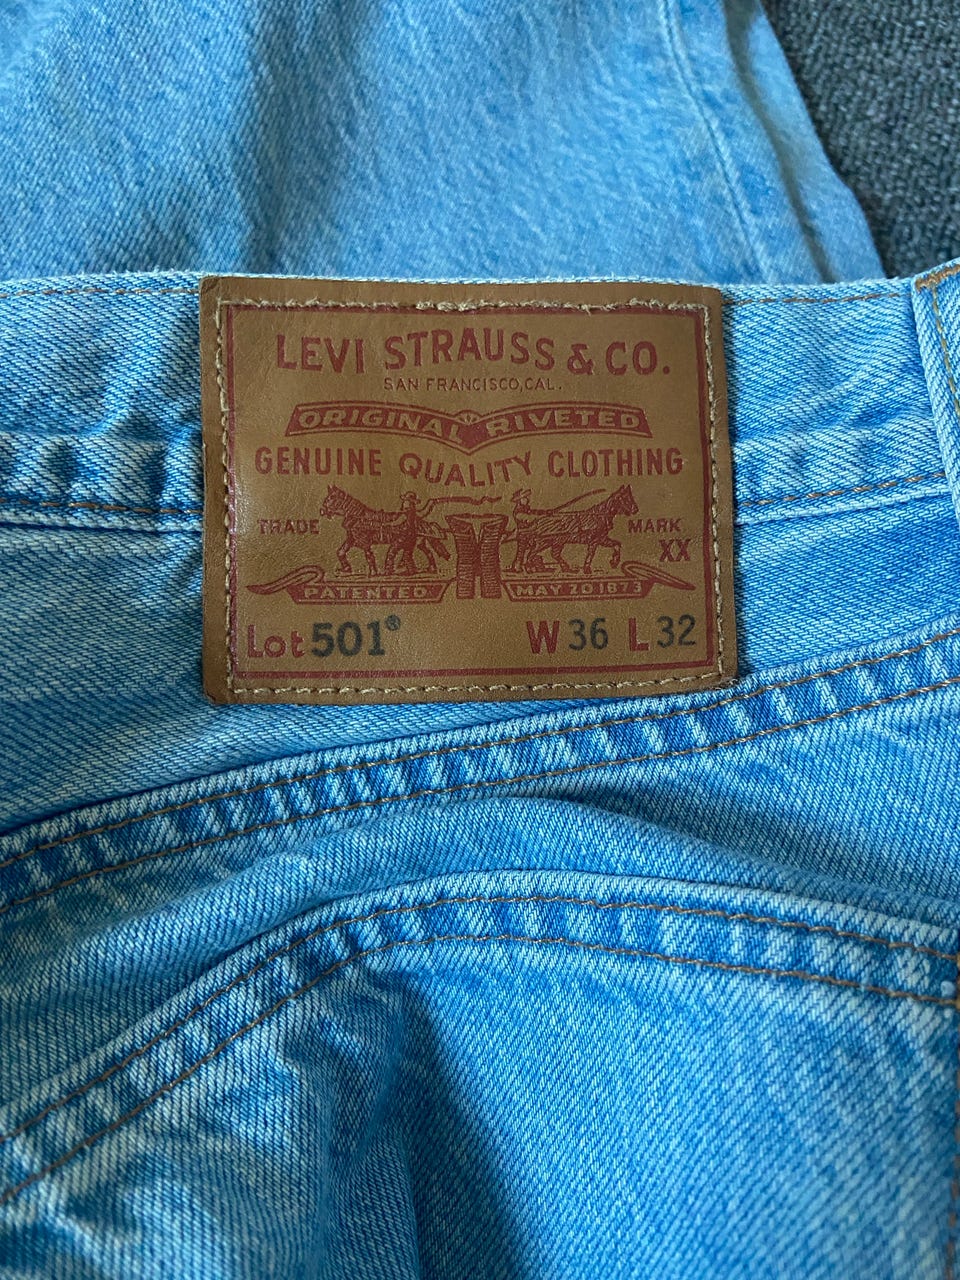 LEVI STRAUSS & CO.
SAN FRANCISCO, CAL.
ORIGINAL RIVETED
GENUINE QUALITY CLOTHING
TRADE MARK
XX
PATENTED MAY 20 1873
Lot 501® W 36 L 32